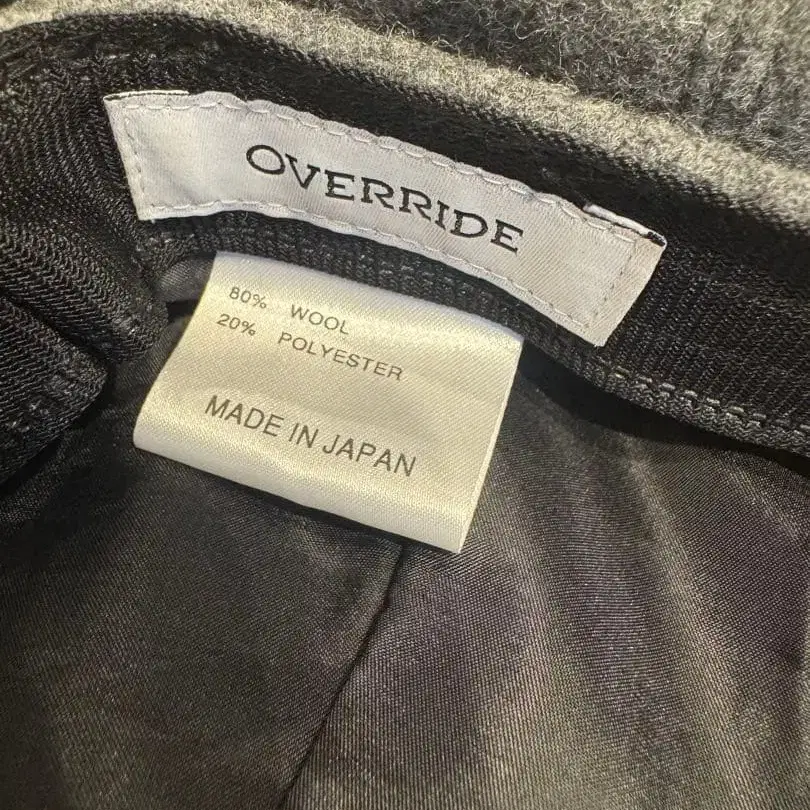 OVERRIDE
80% WOOL
20% POLYESTER
MADE IN JAPAN